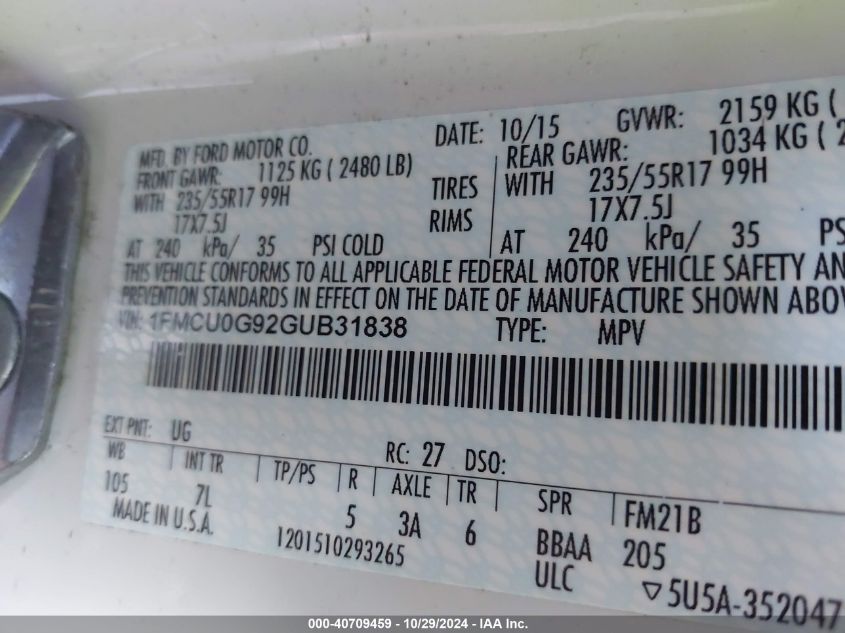 MFD. BY FORD MOTOR CO. DATE: 10/15 GVWR: 2159 KG (
FRONT GAWR: 1125 KG ( 2480 LB) REAR GAWR: 1034 KG ( 2
WITH 235/55R17 99H TIRES WITH 235/55R17 99H
17X7.5J RIMS 17X7.5J
AT 240 kPa/ 35 PSI COLD AT 240 kPa/ 35 PS
THIS VEHICLE CONFORMS TO ALL APPLICABLE FEDERAL MOTOR VEHICLE SAFETY AN
PREVENTION STANDARDS IN EFFECT ON THE DATE OF MANUFACTURE SHOWN ABOV
VIN: 1FMCU0G92GUB31838 TYPE: MPV
EXT PNT: UG RC: 27 DSO:
WB INT TR TP/PS R AXLE TR SPR FM21B
105 7L 5 3A 6 BBAA 205
MADE IN U.S.A. 1201510293265 ULC ▽5U5A-352047
000-40709459 - 10/29/2024 - IAA Inc.